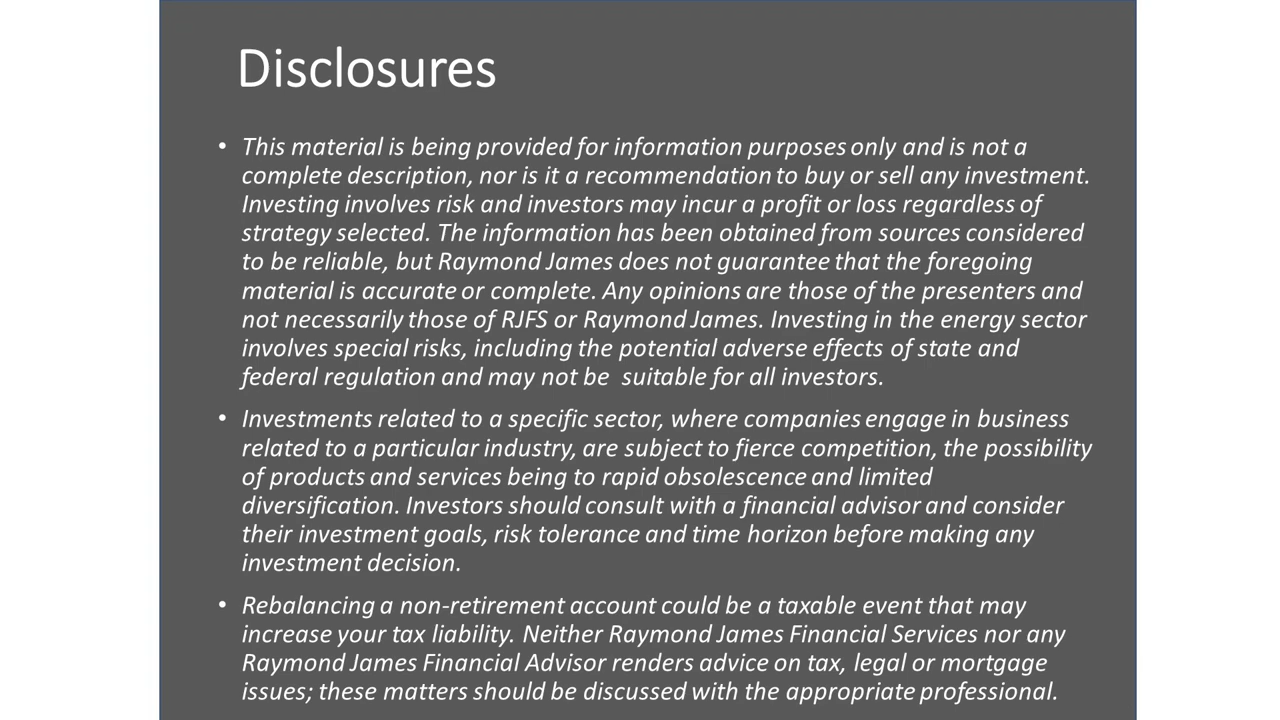 Disclosures
• This material is being provided for information purposes only and is not a
complete description, nor is it a recommendation to buy or sell any investment.
Investing involves risk and investors may incur a profit or loss regardless of
strategy selected. The information has been obtained from sources considered
to be reliable, but Raymond James does not guarantee that the foregoing
material is accurate or complete. Any opinions are those of the presenters and
not necessarily those of RJFS or Raymond James. Investing in the energy sector
involves special risks, including the potential adverse effects of state and
federal regulation and may not be  suitable for all investors.
• Investments related to a specific sector, where companies engage in business
related to a particular industry, are subject to fierce competition, the possibility
of products and services being to rapid obsolescence and limited
diversification. Investors should consult with a financial advisor and consider
their investment goals, risk tolerance and time horizon before making any
investment decision.
• Rebalancing a non-retirement account could be a taxable event that may
increase your tax liability. Neither Raymond James Financial Services nor any
Raymond James Financial Advisor renders advice on tax, legal or mortgage
issues; these matters should be discussed with the appropriate professional.